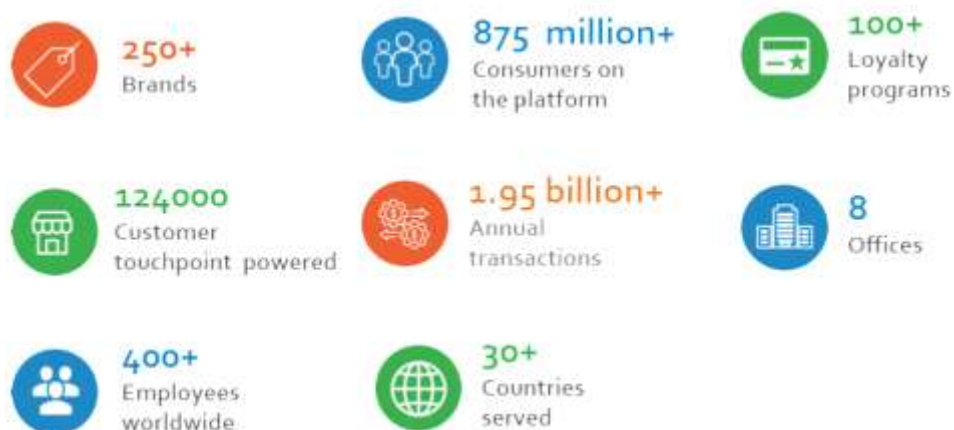 250+
Brands
875 million+
Consumers on
the platform
100+
Loyalty
programs
124000
Customer
touchpoint powered
1.95 billion+
Annual
transactions
8
Offices
400+
Employees
worldwide
30+
Countries
served